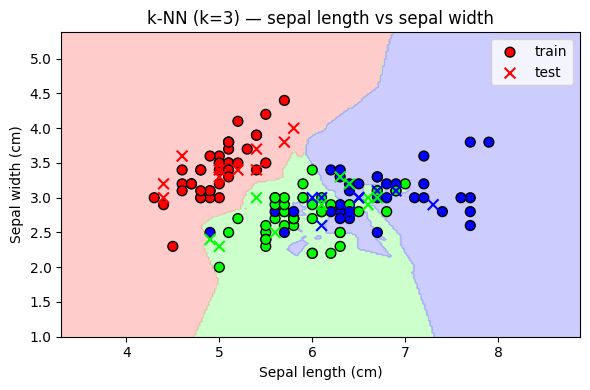 k-NN (k=3) — sepal length vs sepal width
train
test
5.0
4.5
4.0
3.5
3.0
2.5
2.0
1.5
1.0
Sepal width (cm)
4 5 6 7 8
Sepal length (cm)